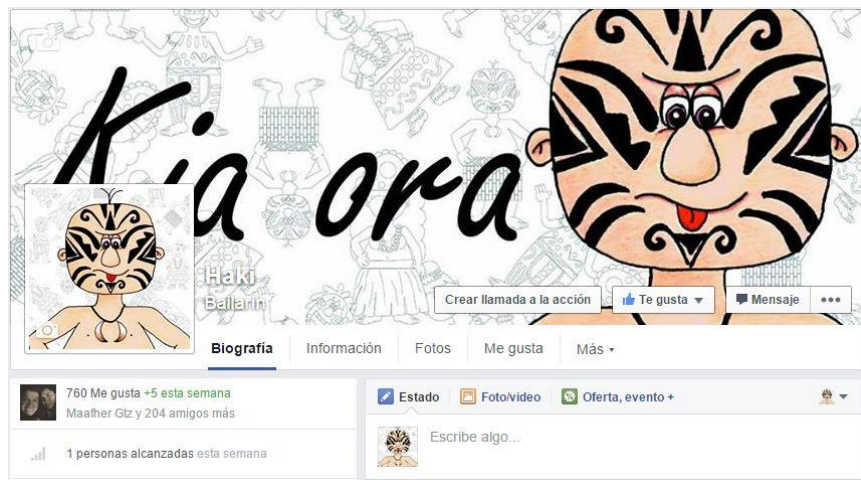 Kia ora
Haki
Bailarín
Crear llamada a la acción
Te gusta
Mensaje
Biografía
Información
Fotos
Me gusta
Más
760 Me gusta +5 esta semana
Maafher Gtz y 204 amigos más
1 personas alcanzadas esta semana
Estado
Foto/video
Oferta, evento +
Escribe algo...